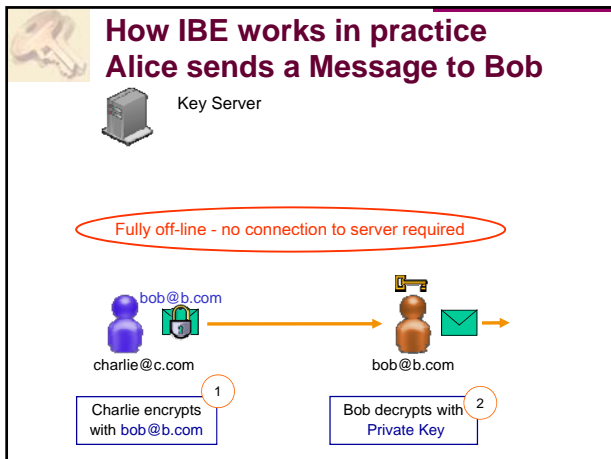 How IBE works in practice
Alice sends a Message to Bob
Key Server
Fully off-line - no connection to server required
bob@b.com
charlie@c.com
bob@b.com
1
Charlie encrypts
with bob@b.com
2
Bob decrypts with
Private Key